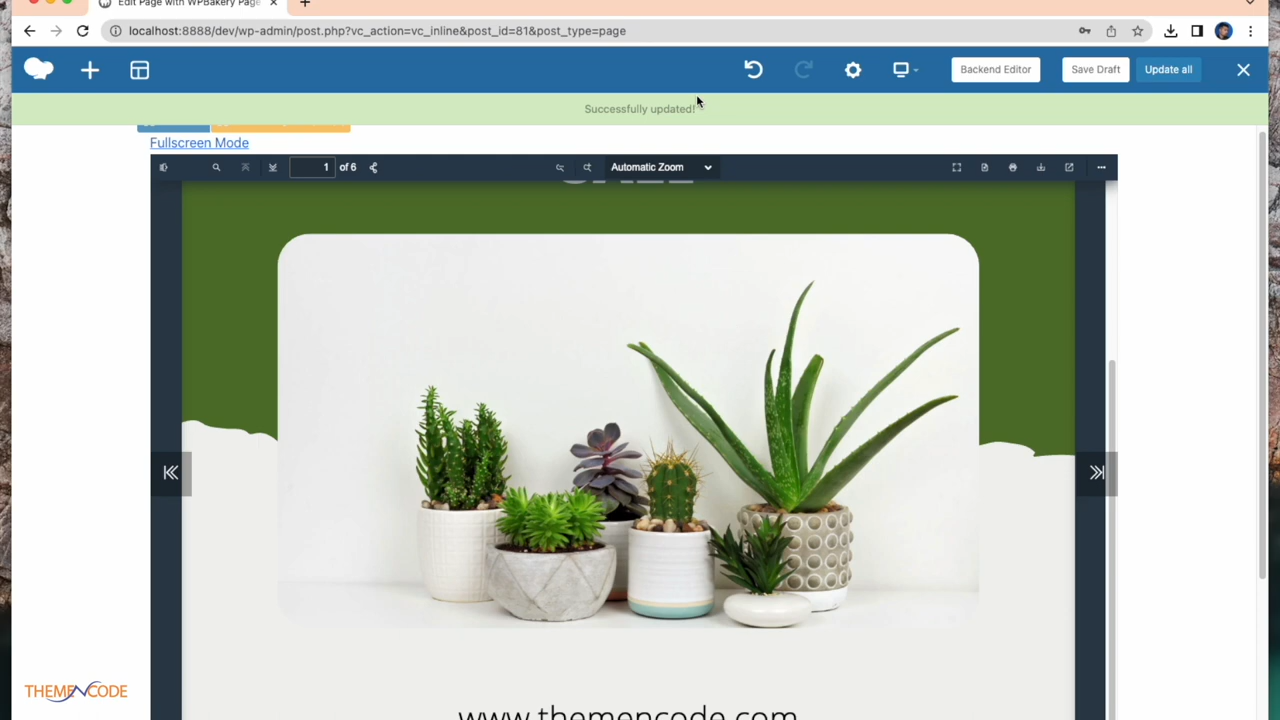 Edit Page with WPBakery Page
localhost:8888/dev/wp-admin/post.php?vc_action=vc_inline&post_id=81&post_type=page
Backend Editor
Save Draft
Update all
Successfully updated!
Fullscreen Mode
1 of 6
Automatic Zoom
www.themencode.com
THEMENCODE